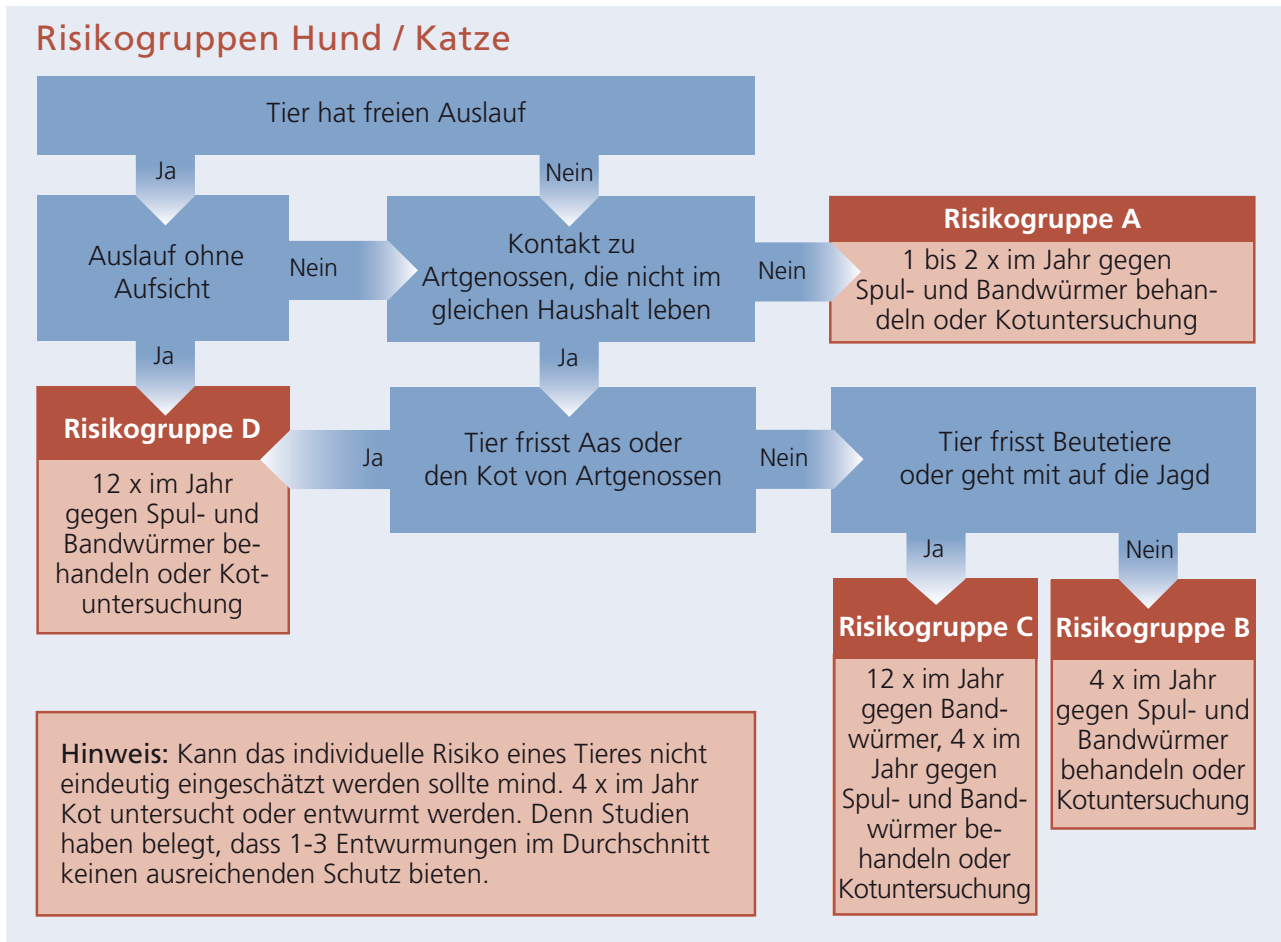 Risikogruppen Hund / Katze
Tier hat freien Auslauf
Ja
Nein
Auslauf ohne
Aufsicht
Nein
Kontakt zu
Artgenossen, die nicht im
gleichen Haushalt leben
Nein
Risikogruppe A
1 bis 2 x im Jahr gegen
Spul- und Bandwürmer behan-
deln oder Kotuntersuchung
Ja
Ja
Risikogruppe D
12 x im Jahr
gegen Spul- und
Bandwürmer be-
handeln oder Kot-
untersuchung
Ja
Tier frisst Aas oder
den Kot von Artgenossen
Nein
Tier frisst Beutetiere
oder geht mit auf die Jagd
Ja
Nein
Risikogruppe C
12 x im Jahr
gegen Band-
würmer, 4 x im
Jahr gegen
Spul- und Band-
würmer be-
handeln oder
Kotuntersuchung
Risikogruppe B
4 x im Jahr
gegen Spul- und
Bandwürmer
behandeln oder
Kotuntersuchung
Hinweis: Kann das individuelle Risiko eines Tieres nicht
eindeutig eingeschätzt werden sollte mind. 4 x im Jahr
Kot untersucht oder entwurmt werden. Denn Studien
haben belegt, dass 1-3 Entwurmungen im Durchschnitt
keinen ausreichenden Schutz bieten.